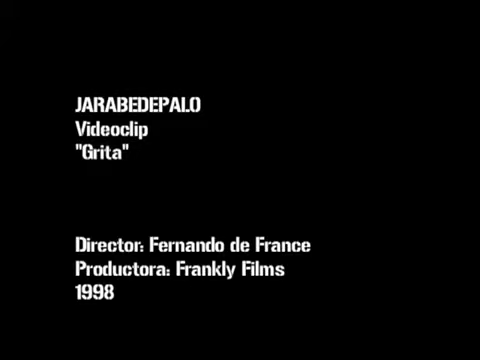 JARABEDEPALO
Videoclip
"Grita"
Director: Fernando de France
Productora: Frankly Films
1998